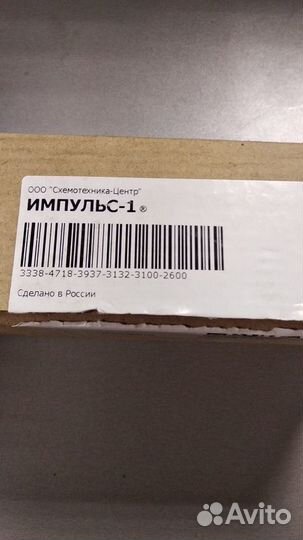 ООО "Схемотехника-Центр"
ИМПУЛЬС-1®
3338-4718-3937-3132-3100-2600
Сделано в России
Avito